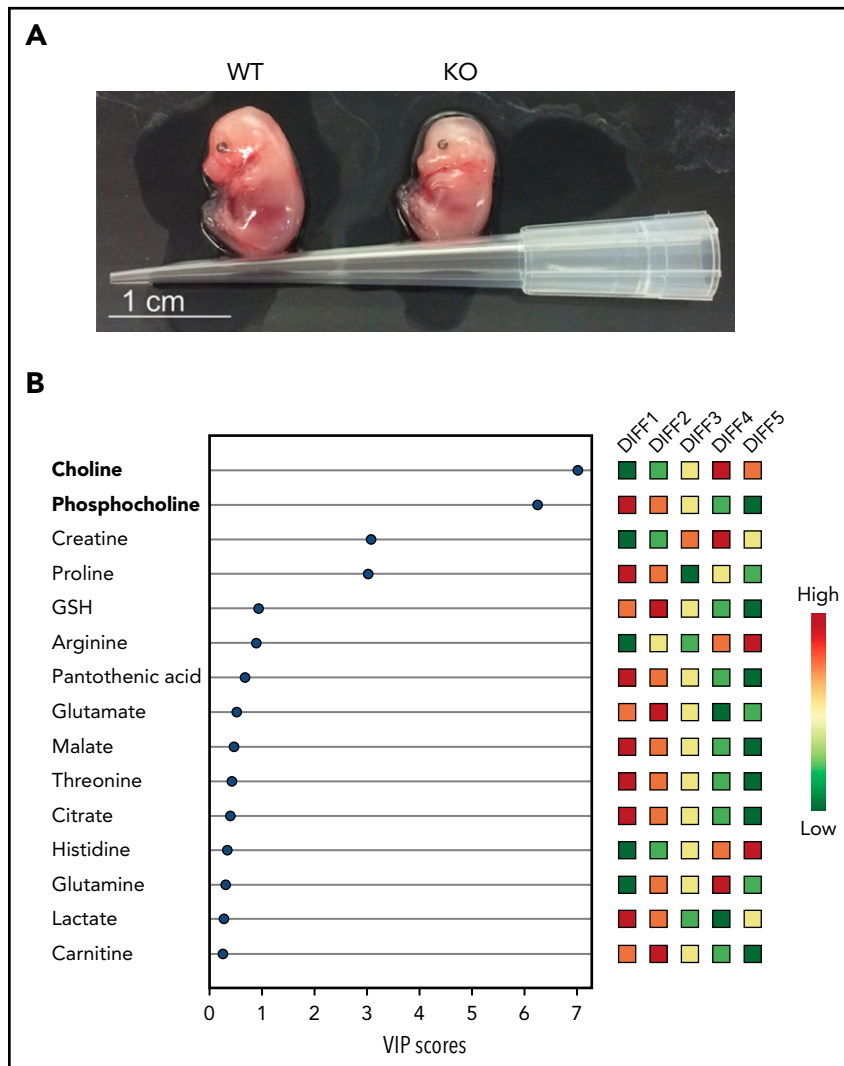 A
WT KO
1 cm
B
DIFF1 DIFF2 DIFF3 DIFF4 DIFF5
Choline
Phosphocholine
Creatine
Proline
GSH
Arginine
Pantothenic acid
Glutamate
Malate
Threonine
Citrate
Histidine
Glutamine
Lactate
Carnitine
High
Low
0 1 2 3 4 5 6 7
VIP scores